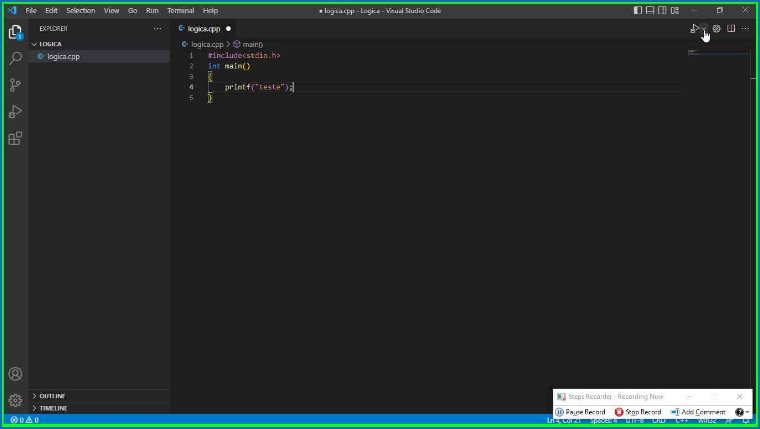 File Edit Selection View Go Run Terminal Help
● logica.cpp - Logica - Visual Studio Code
EXPLORER
logica.cpp ●
LOGICA
logica.cpp > main()
logica.cpp
1 #include<stdio.h>
2 int main()
3 {
4 printf("teste");
5 }
1
OUTLINE
TIMELINE
Steps Recorder - Recording Now
Pause Record Stop Record Add Comment
0 0 Ln 4, Col 21 Spaces: 4 UTF-8 CRLF C++ Win32